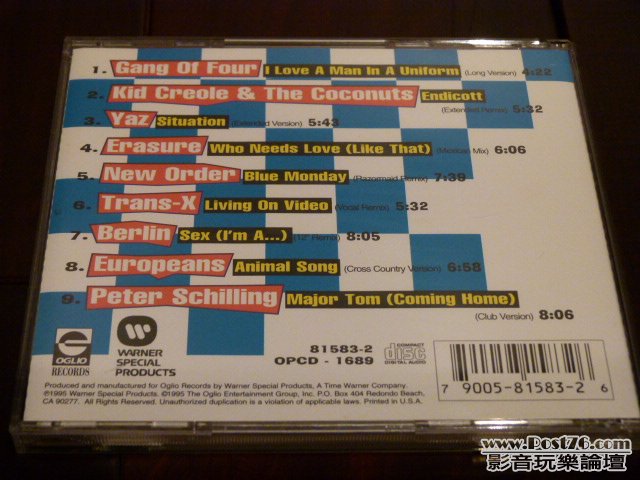 1. Gang Of Four I Love A Man In A Uniform (Long Version) 4:22
2. Kid Creole & The Coconuts Endicott
(Extended Remix) 5:32
3. Yaz Situation (Extended Version) 5:43
4. Erasure Who Needs Love (Like That) (Mexican Mix) 6:06
5. New Order Blue Monday (Razormaid Remix) 7:39
6. Trans-X Living On Video (Vocal Remix) 5:32
7. Berlin Sex (I'm A...) (12" Remix) 8:05
8. Europeans Animal Song (Cross Country Version) 6:58
9. Peter Schilling Major Tom (Coming Home)
(Club Version) 8:06
OGLIO
RECORDS
WARNER
SPECIAL
PRODUCTS
81583-2
OPCD - 1689
COMPACT
disc
DIGITAL AUDIO
7 90005-81583-2 6
Produced and manufactured for Oglio Records by Warner Special Products, A Time Warner Company.
℗1995 Warner Special Products. ©1995 The Oglio Entertainment Group, Inc. P.O. Box 404 Redondo Beach,
CA 90277. All Rights Reserved. Unauthorized duplication is a violation of applicable laws. Printed in U.S.A.
www.Post76.com
影音玩樂論壇